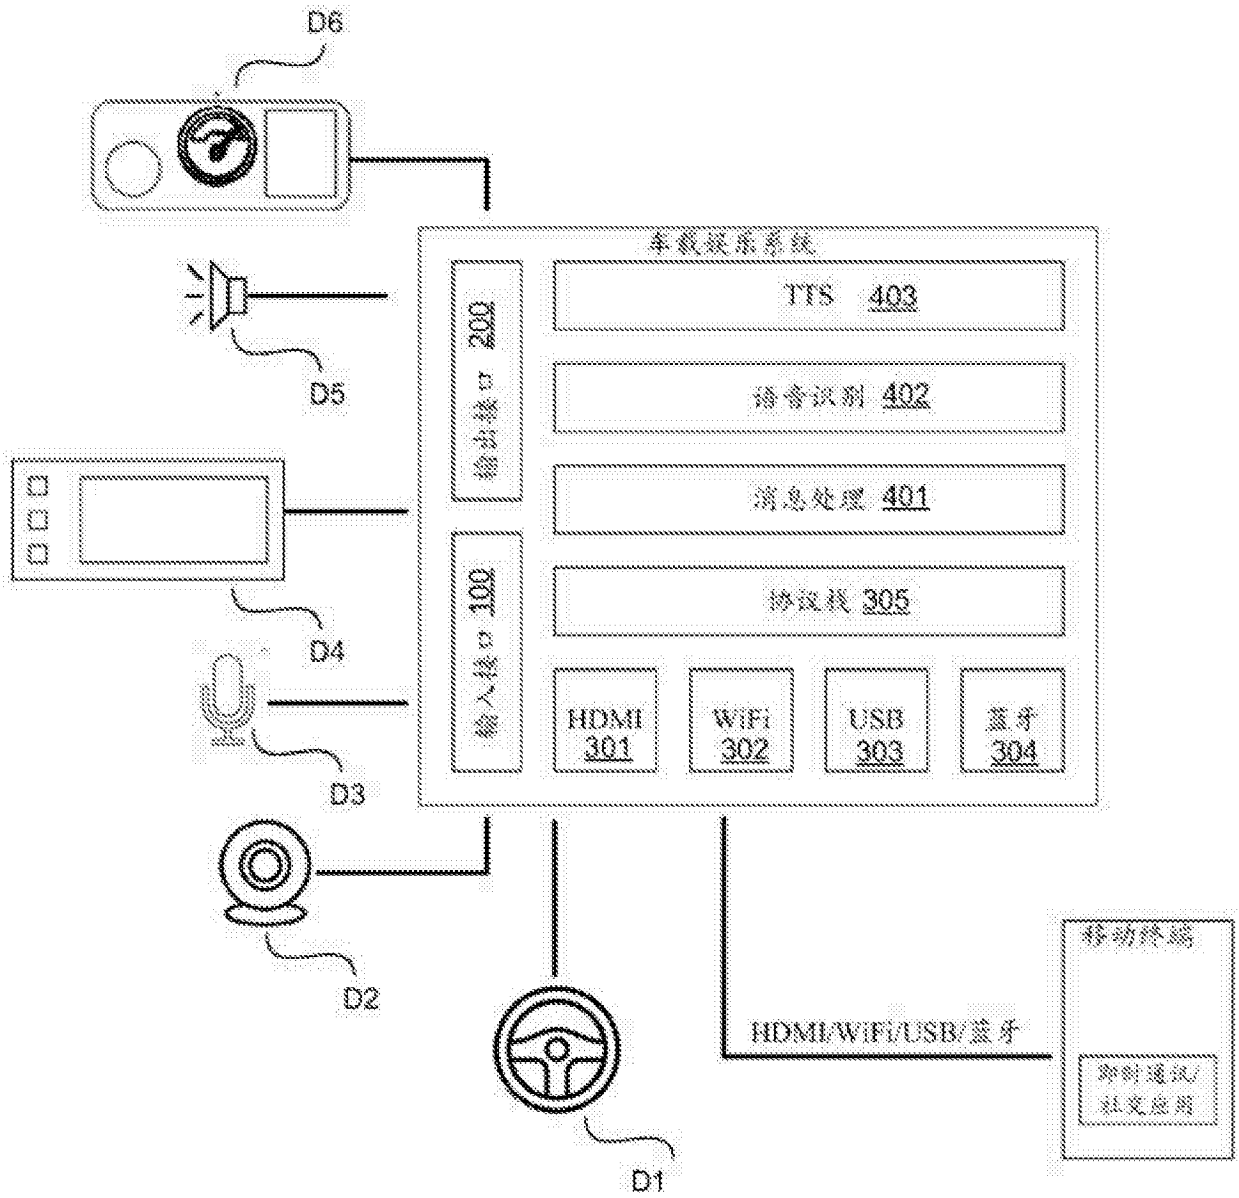 D6
车载娱乐系统
TTS 403
输出接口 200
语音识别 402
D5
消息处理 401
输入接口 100
协议栈 305
D4
HDMI
301
WiFi
302
USB
303
蓝牙
304
D3
D2
移动终端
HDMI/WiFi/USB/蓝牙
即时通讯/
社交应用
D1